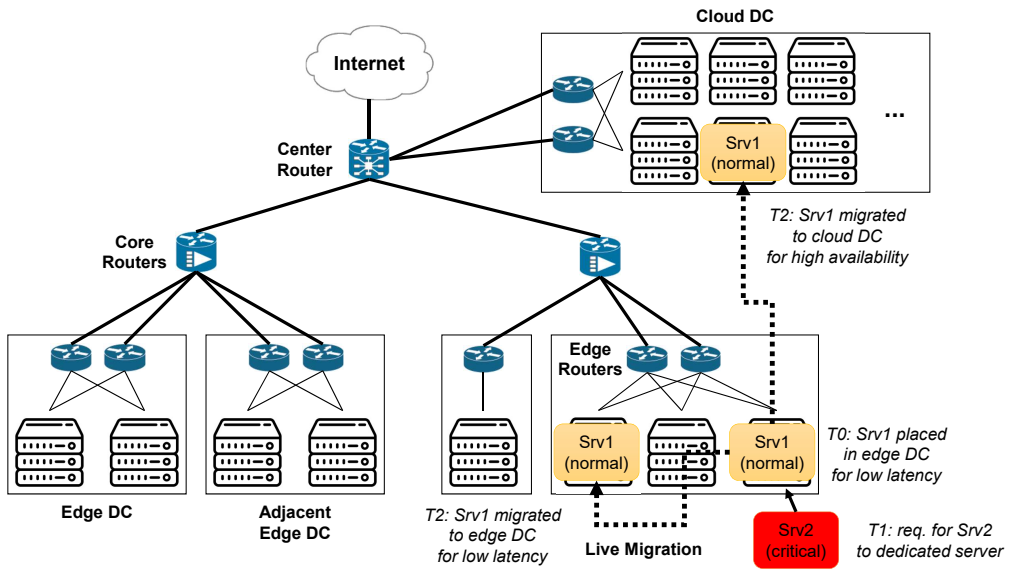 Cloud DC
Internet
...
Srv1
(normal)
Center
Router
T2: Srv1 migrated
to cloud DC
for high availability
Core
Routers
Edge
Routers
Srv1
(normal)
Srv1
(normal)
T0: Srv1 placed
in edge DC
for low latency
Edge DC
Adjacent
Edge DC
T2: Srv1 migrated
to edge DC
for low latency
Live Migration
Srv2
(critical)
T1: req. for Srv2
to dedicated server